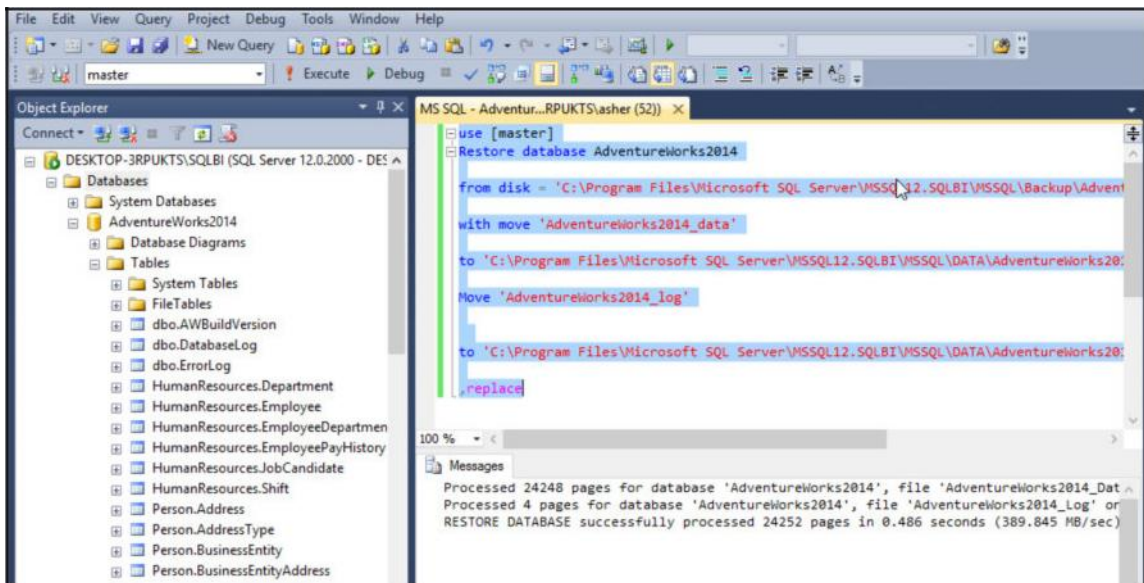 File Edit View Query Project Debug Tools Window Help
New Query
master
Execute Debug
Object Explorer
MS SQL - Adventur...RPUKTS\asher (52))
Connect
DESKTOP-3RPUKTS\SQLBI (SQL Server 12.0.2000 - DES
Databases
System Databases
AdventureWorks2014
Database Diagrams
Tables
System Tables
FileTables
dbo.AWBuildVersion
dbo.DatabaseLog
dbo.ErrorLog
HumanResources.Department
HumanResources.Employee
HumanResources.EmployeeDepartmen
HumanResources.EmployeePayHistory
HumanResources.JobCandidate
HumanResources.Shift
Person.Address
Person.AddressType
Person.BusinessEntity
Person.BusinessEntityAddress
use [master]
Restore database AdventureWorks2014
from disk = 'C:\Program Files\Microsoft SQL Server\MSSQL12.SQLBI\MSSQL\Backup\Advent
with move 'AdventureWorks2014_data'
to 'C:\Program Files\Microsoft SQL Server\MSSQL12.SQLBI\MSSQL\DATA\AdventureWorks20
Move 'AdventureWorks2014_log'
to 'C:\Program Files\Microsoft SQL Server\MSSQL12.SQLBI\MSSQL\DATA\AdventureWorks20
,replace
100 %
Messages
Processed 24248 pages for database 'AdventureWorks2014', file 'AdventureWorks2014_Dat
Processed 4 pages for database 'AdventureWorks2014', file 'AdventureWorks2014_Log' or
RESTORE DATABASE successfully processed 24252 pages in 0.486 seconds (389.845 MB/sec)